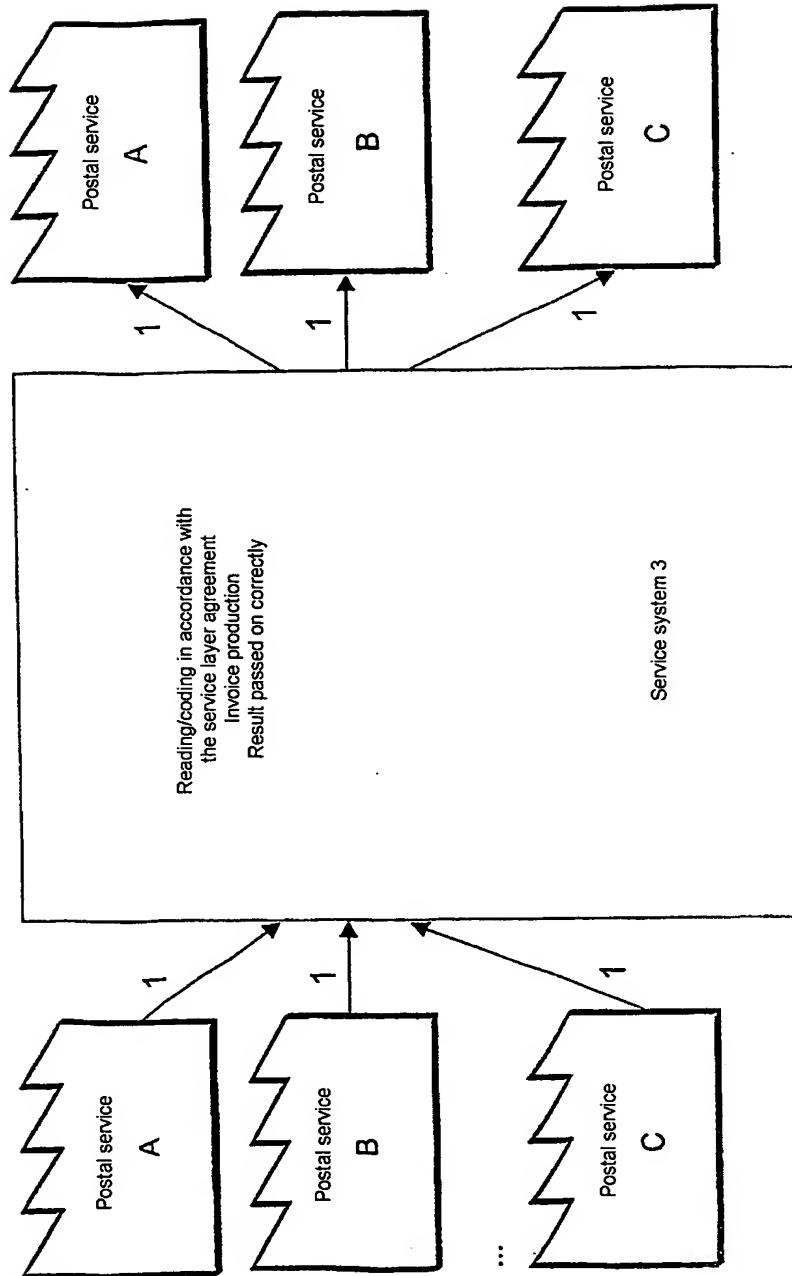 Postal service
A
Postal service
B
...
Postal service
C
1
1
1
Reading/coding in accordance with
the service layer agreement
Invoice production
Result passed on correctly
Service system 3
1
1
1
Postal service
A
Postal service
B
Postal service
C